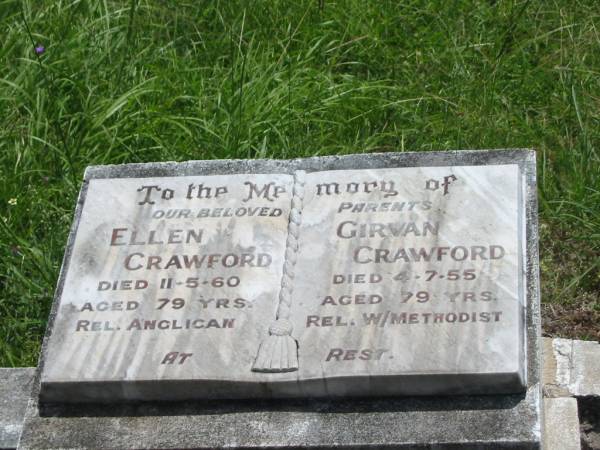 To the Memory of
OUR BELOVED PARENTS
ELLEN
CRAWFORD
DIED 11-5-60
AGED 79 YRS.
REL. ANGLICAN
GIRVAN
CRAWFORD
DIED 4-7-55
AGED 79 YRS.
REL. W/METHODIST
AT REST.